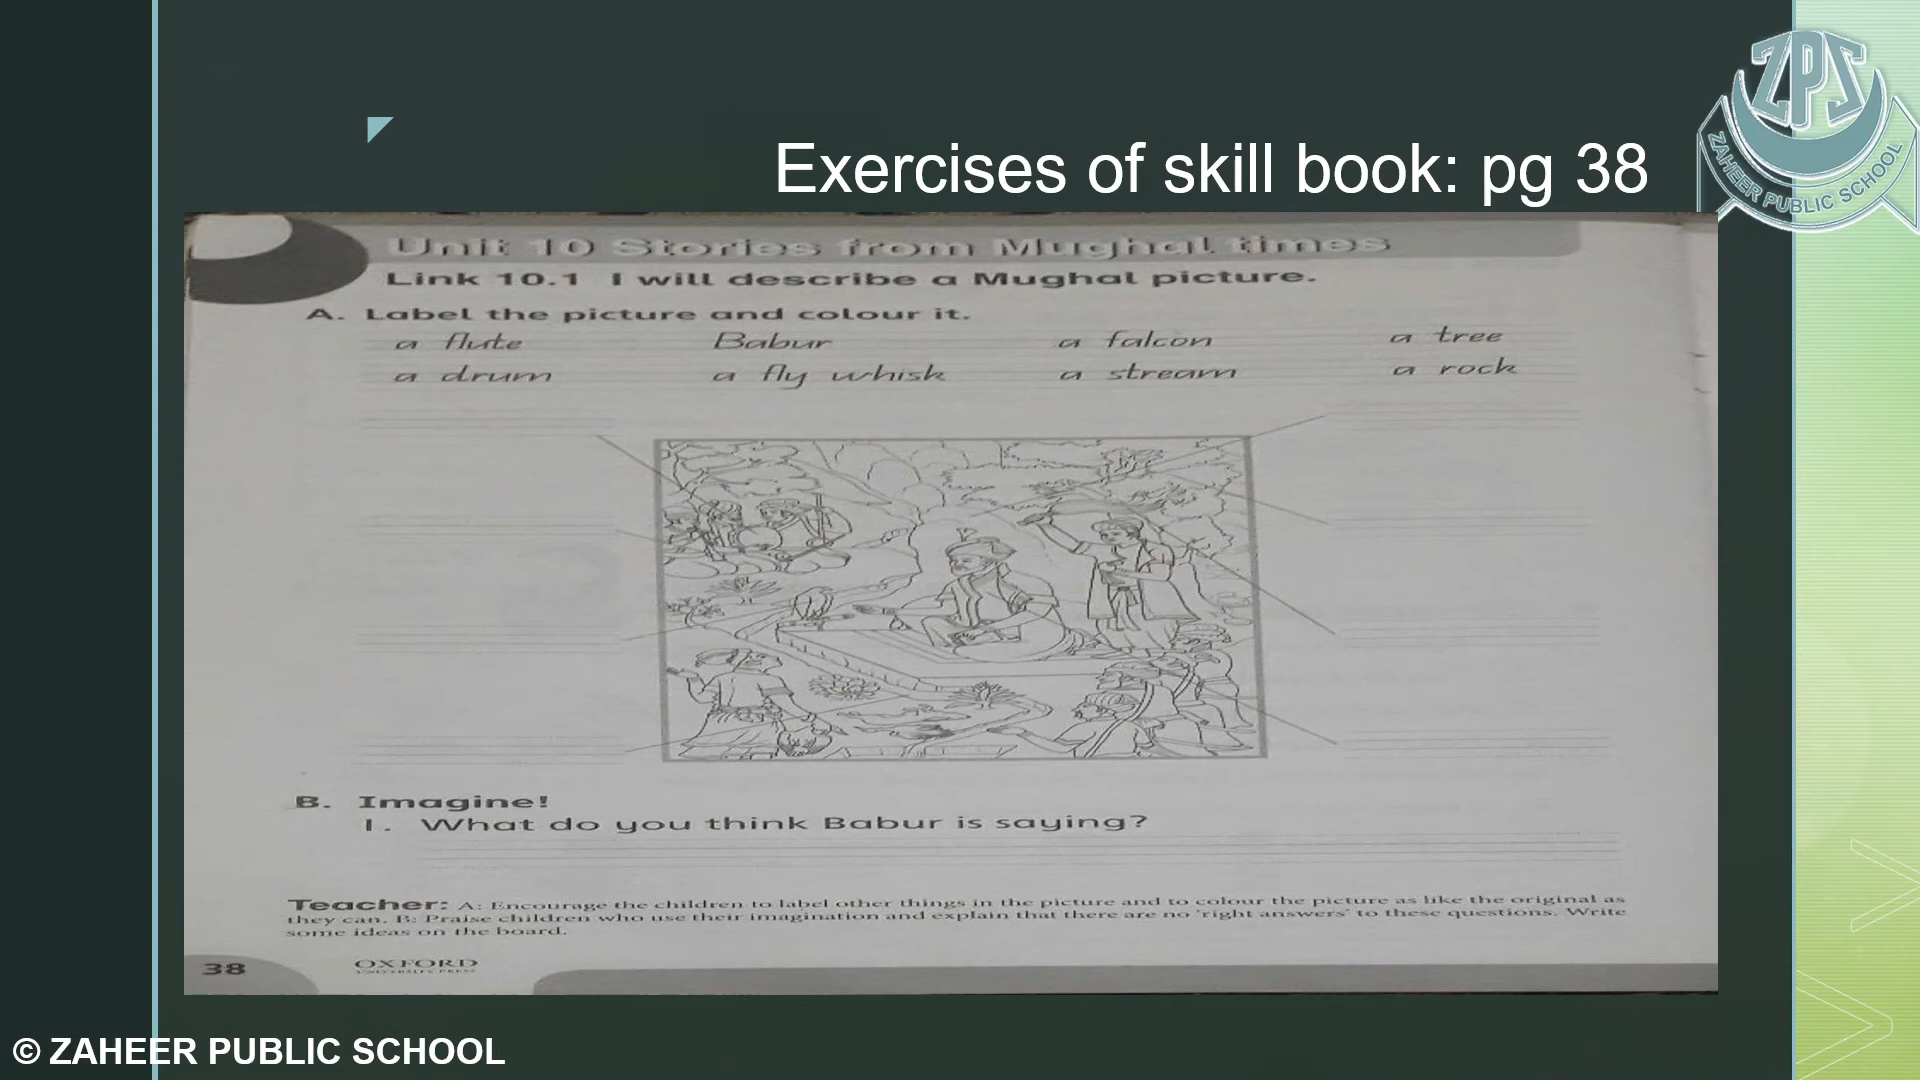 Exercises of skill book: pg 38
ZPS
ZAHEER PUBLIC SCHOOL
Unit 10 Stories from Mughal times
Link 10.1 I will describe a Mughal picture.
A. Label the picture and colour it.
a flute Babur a falcon a tree
a drum a fly whisk a stream a rock
B. Imagine!
1. What do you think Babur is saying?
Teacher: A: Encourage the children to label other things in the picture and to colour the picture as like the original as
they can. B: Praise children who use their imagination and explain that there are no 'right answers' to these questions. Write
some ideas on the board.
38
OXFORD
UNIVERSITY PRESS
© ZAHEER PUBLIC SCHOOL